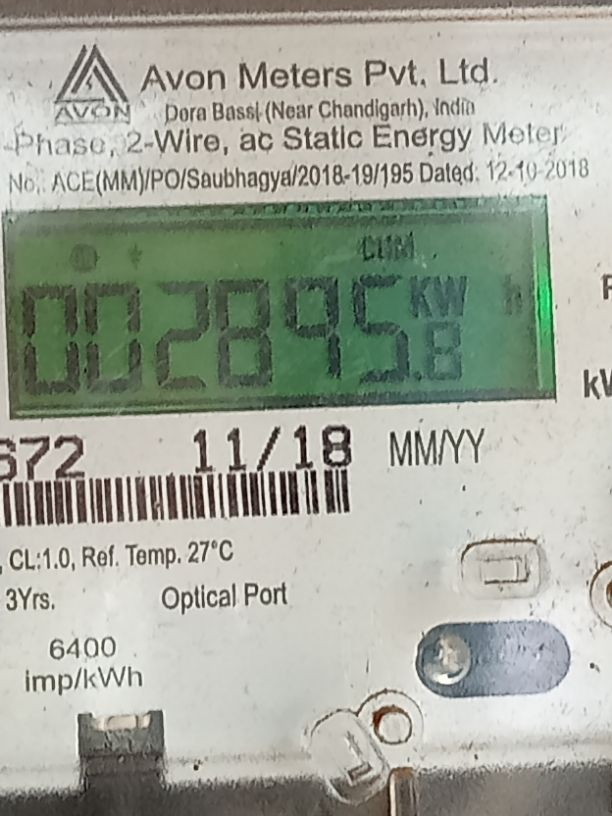 Avon Meters Pvt. Ltd.
AVON
Dera Bassi (Near Chandigarh), India
Phase, 2-Wire, ac Static Energy Meter
No. ACE(MM)/PO/Saubhagya/2018-19/195 Dated: 12-10-2018
CUM
002895.8 KWh
672 11/18 MM/YY
, CL:1.0, Ref. Temp. 27°C
3Yrs. Optical Port
6400
imp/kWh